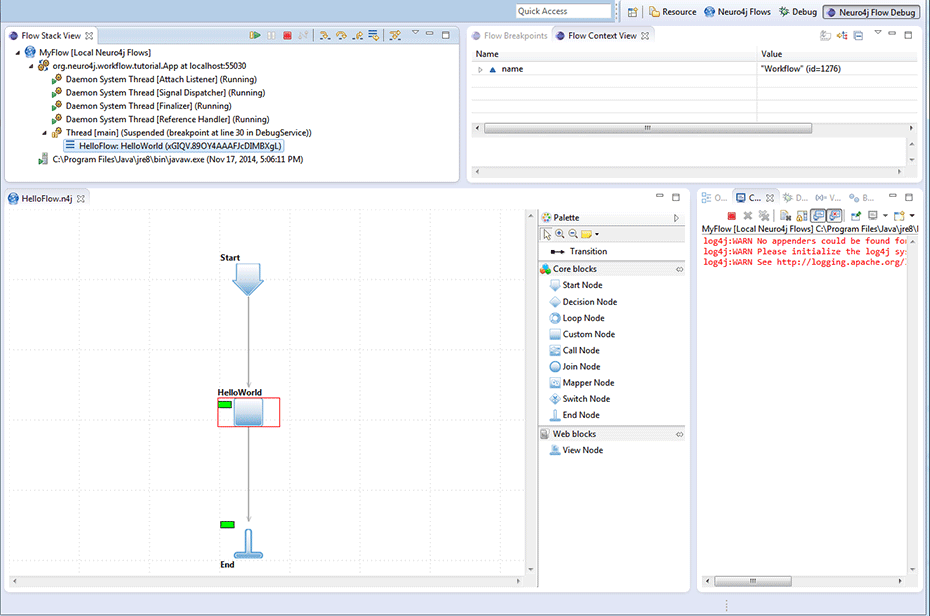 Quick Access
Resource
Neuro4j Flows
Debug
Neuro4j Flow Debug
Flow Stack View
MyFlow [Local Neuro4j Flows]
org.neuro4j.workflow.tutorial.App at localhost:55030
Daemon System Thread [Attach Listener] (Running)
Daemon System Thread [Signal Dispatcher] (Running)
Daemon System Thread [Finalizer] (Running)
Daemon System Thread [Reference Handler] (Running)
Thread [main] (Suspended (breakpoint at line 30 in DebugService))
HelloFlow: HelloWorld (xGIQV.89OY4AAAFJcDIMBXgL)
C:\Program Files\Java\jre8\bin\javaw.exe (Nov 17, 2014, 5:06:11 PM)
Flow Breakpoints
Flow Context View
Name Value
name "Workflow" (id=1276)
HelloFlow.n4j
Start
HelloWorld
End
Palette
Transition
Core blocks
Start Node
Decision Node
Loop Node
Custom Node
Call Node
Join Node
Mapper Node
Switch Node
End Node
Web blocks
View Node
O...
C...
D...
V...
B...
MyFlow [Local Neuro4j Flows] C:\Program Files\Java\jre8\
log4j:WARN No appenders could be found fo
log4j:WARN Please initialize the log4j sy
log4j:WARN See http://logging.apache.org/